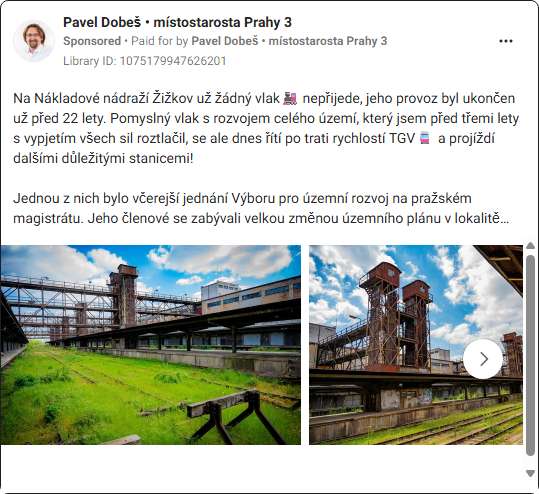 Pavel Dobeš • místostarosta Prahy 3
Sponsored • Paid for by Pavel Dobeš • místostarosta Prahy 3
Library ID: 1075179947626201
Na Nákladové nádraží Žižkov už žádný vlak🚂 nepřijede, jeho provoz byl ukončen
už před 22 lety. Pomyslný vlak s rozvojem celého území, který jsem před třemi lety
s vypjetím všech sil roztlačil, se ale dnes řítí po trati rychlostí TGV🚆 a projíždí
dalšími důležitými stanicemi!
Jednou z nich bylo včerejší jednání Výboru pro územní rozvoj na pražském
magistrátu. Jeho členové se zabývali velkou změnou územního plánu v lokalitě…